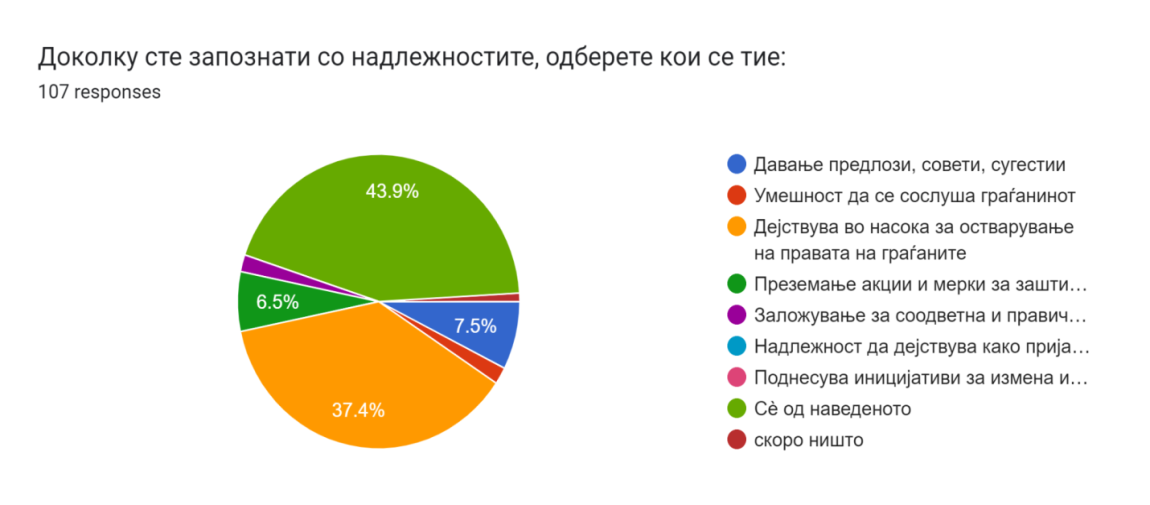 Доколку сте запознати со надлежностите, одберете кои се тие:
107 responses
43.9%
6.5%
7.5%
37.4%
Давање предлози, совети, сугестии
Умешност да се сослуша граѓанинот
Дејствува во насока за остварување
на правата на граѓаните
Преземање акции и мерки за зашти...
Заложување за соодветна и правич...
Надлежност да дејствува како прија...
Поднесува иницијативи за измена и...
Сѐ од наведеното
скоро ништо